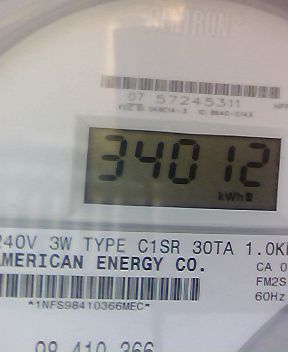 CENTRON
07 57245311
34012
kWh
240V 3W TYPE C1SR 30TA 1.0K
AMERICAN ENERGY CO.
CA 0
FM2S
60Hz
*1NFS98410366MEC*
98 410 366